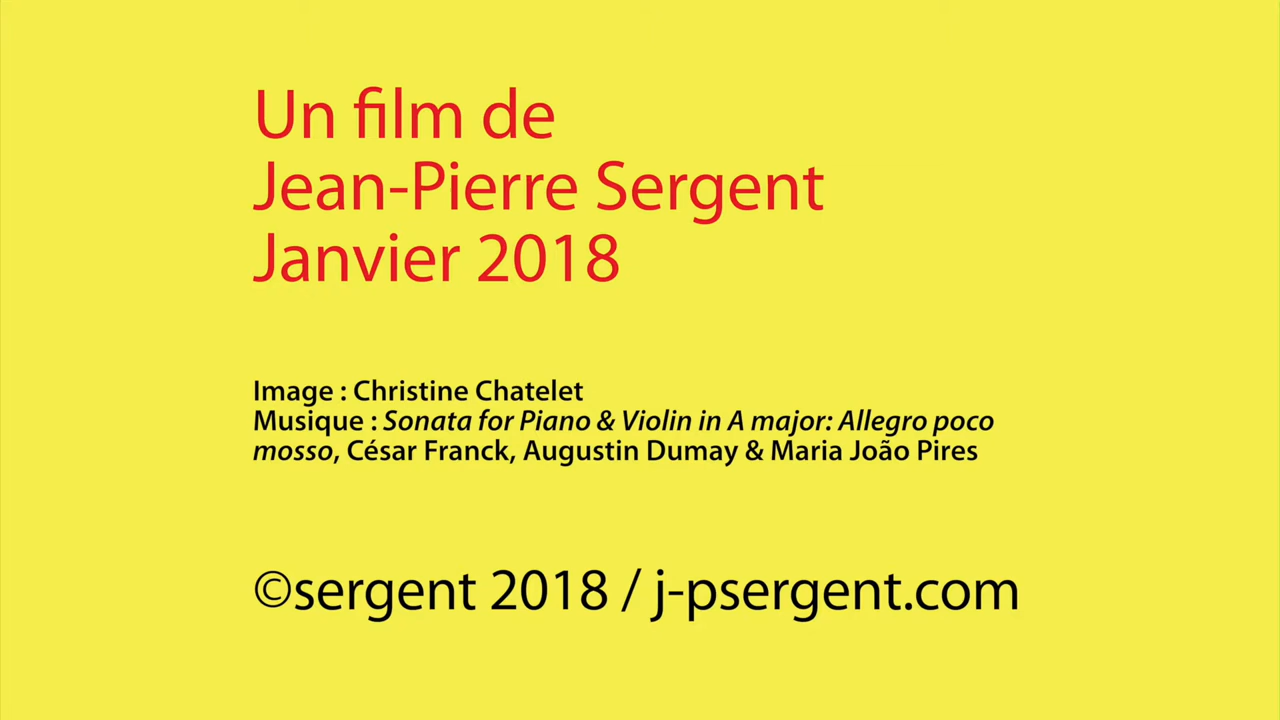 Un film de
Jean-Pierre Sergent
Janvier 2018
Image : Christine Chatelet
Musique : Sonata for Piano & Violin in A major: Allegro poco
mosso, César Franck, Augustin Dumay & Maria João Pires
©sergent 2018 / j-psergent.com